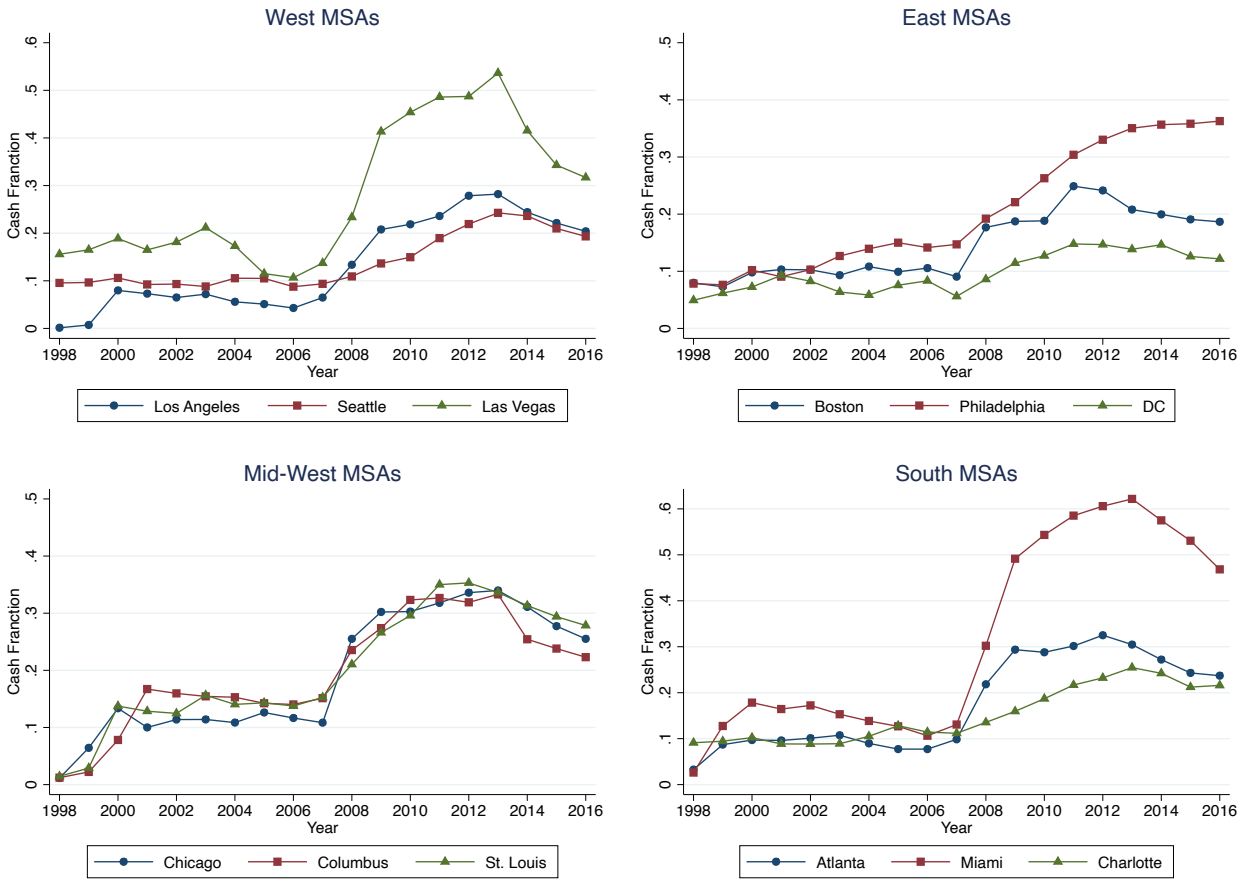 West MSAs
Cash Franction
.6
.5
.4
.3
.2
.1
0
1998 2000 2002 2004 2006 2008 2010 2012 2014 2016
Year
Los Angeles Seattle Las Vegas
East MSAs
Cash Franction
.5
.4
.3
.2
.1
0
1998 2000 2002 2004 2006 2008 2010 2012 2014 2016
Year
Boston Philadelphia DC
Mid-West MSAs
Cash Franction
.5
.4
.3
.2
.1
0
1998 2000 2002 2004 2006 2008 2010 2012 2014 2016
Year
Chicago Columbus St. Louis
South MSAs
Cash Franction
.6
.5
.4
.3
.2
.1
0
1998 2000 2002 2004 2006 2008 2010 2012 2014 2016
Year
Atlanta Miami Charlotte